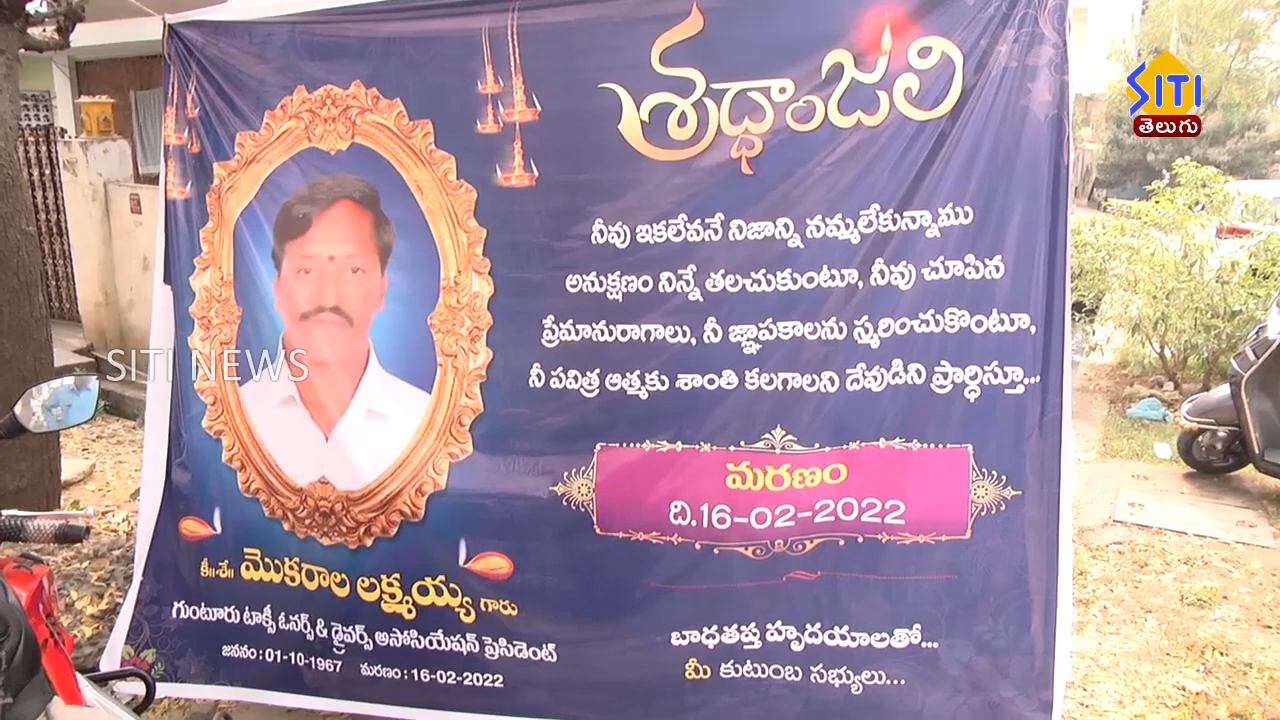 శ్రద్ధాంజలి
SITI
తెలుగు
నీవు ఇకలేవనే నిజాన్ని నమ్మలేకున్నాము
అనుక్షణం నిన్నే తలచుకుంటూ, నీవు చూపిన
ప్రేమానురాగాలు, నీ జ్ఞాపకాలను స్మరించుకొంటూ,
నీ పవిత్ర ఆత్మకు శాంతి కలగాలని దేవుడిని ప్రార్ధిస్తూ...
SITI NEWS
మరణం
ది.16-02-2022
కీ॥శే॥ మొకరాల లక్ష్మయ్య గారు
గుంటూరు టాక్సీ ఓనర్స్ & డ్రైవర్స్ అసోసియేషన్ ప్రెసిడెంట్
జననం : 01-10-1967 మరణం : 16-02-2022
బాధతప్త హృదయాలతో...
మీ కుటుంబ సభ్యులు...